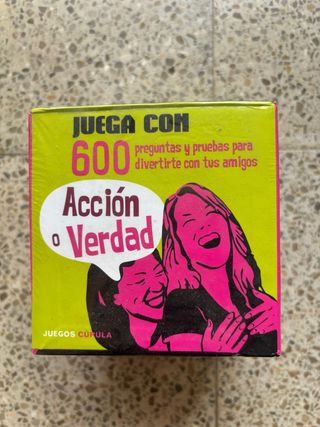 JUEGA CON
600 preguntas y pruebas para
divertirte con tus amigos
Acción
o Verdad
JUEGOS CÚPULA